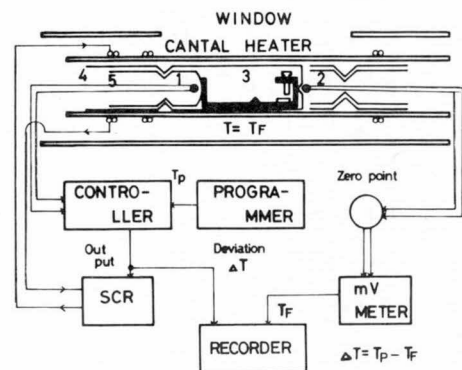 WINDOW
CANTAL HEATER
4 5 1 3 2
T = TF
CONTRO-
LLER
Tp
PROGRA-
MMER
Zero point
Out
put
Deviation
ΔT
SCR
mV
METER
TF
RECORDER
ΔT = TP - TF